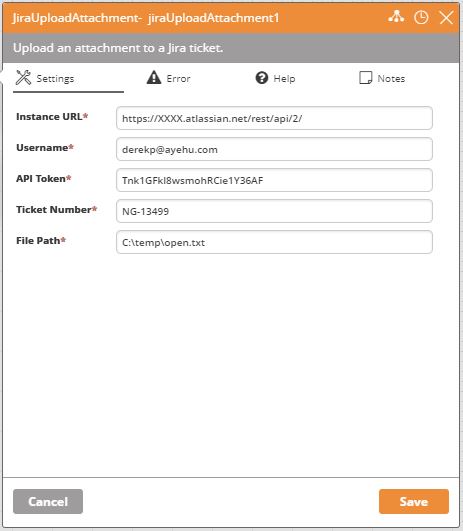 JiraUploadAttachment- jiraUploadAttachment1
Upload an attachment to a Jira ticket.
Settings Error Help Notes
Instance URL* https://XXXX.atlassian.net/rest/api/2/
Username* derekp@ayehu.com
API Token* Tnk1GFkI8wsmohRCie1Y36AF
Ticket Number* NG-13499
File Path* C:\temp\open.txt
Cancel Save